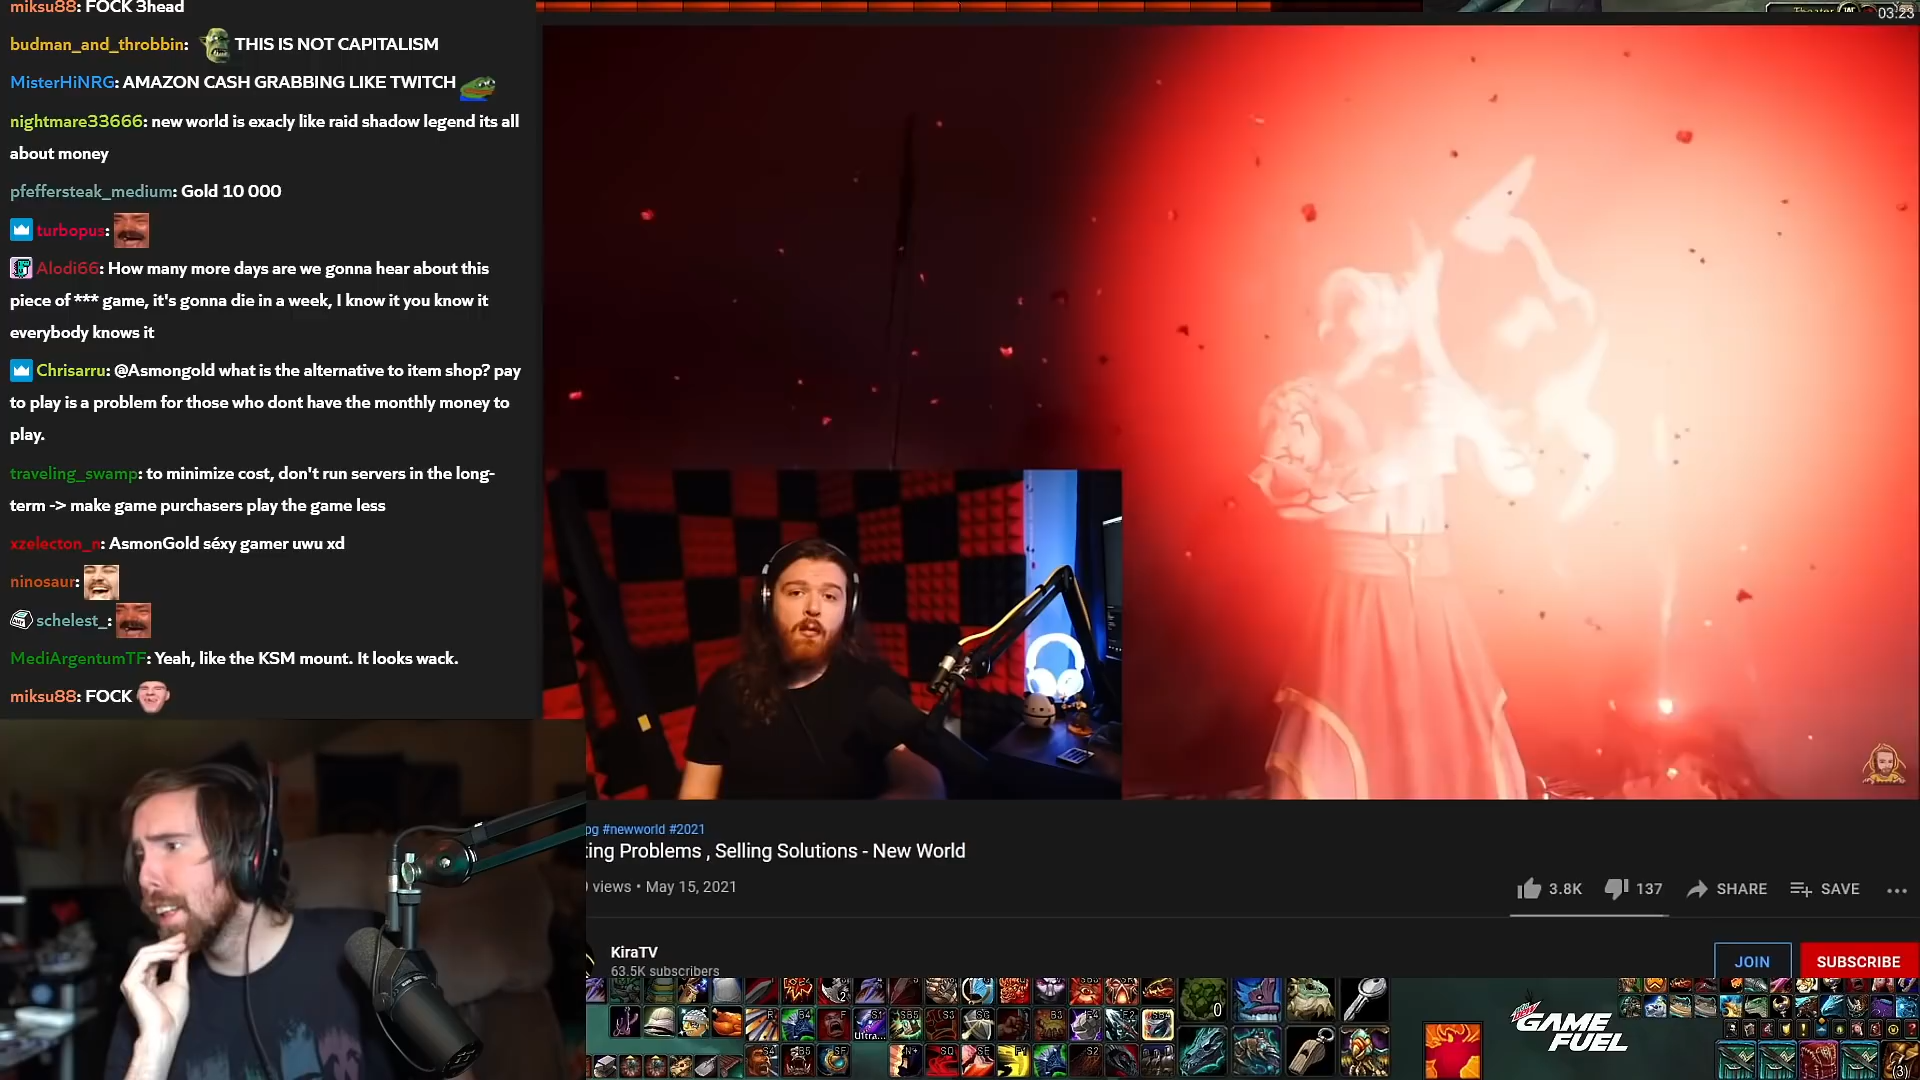 miksu88: FOCK 3head
budman_and_throbbin: THIS IS NOT CAPITALISM
MisterHiNRG: AMAZON CASH GRABBING LIKE TWITCH
nightmare33666: new world is exacly like raid shadow legend its all
about money
pfeffersteak_medium: Gold 10 000
turbopus:
Alodi66: How many more days are we gonna hear about this
piece of *** game, it's gonna die in a week, I know it you know it
everybody knows it
Chrisarru: @Asmongold what is the alternative to item shop? pay
to play is a problem for those who dont have the monthly money to
play.
traveling_swamp: to minimize cost, don't run servers in the long-
term -> make game purchasers play the game less
xzelecton_n: AsmonGold séxy gamer uwu xd
ninosaur:
schelest_:
MediArgentumTF: Yeah, like the KSM mount. It looks wack.
miksu88: FOCK
03:23
#newworld #2021
Problems , Selling Solutions - New World
views • May 15, 2021
3.8K 137 SHARE SAVE
KiraTV
63.5K subscribers
JOIN SUBSCRIBE
GAME
FUEL